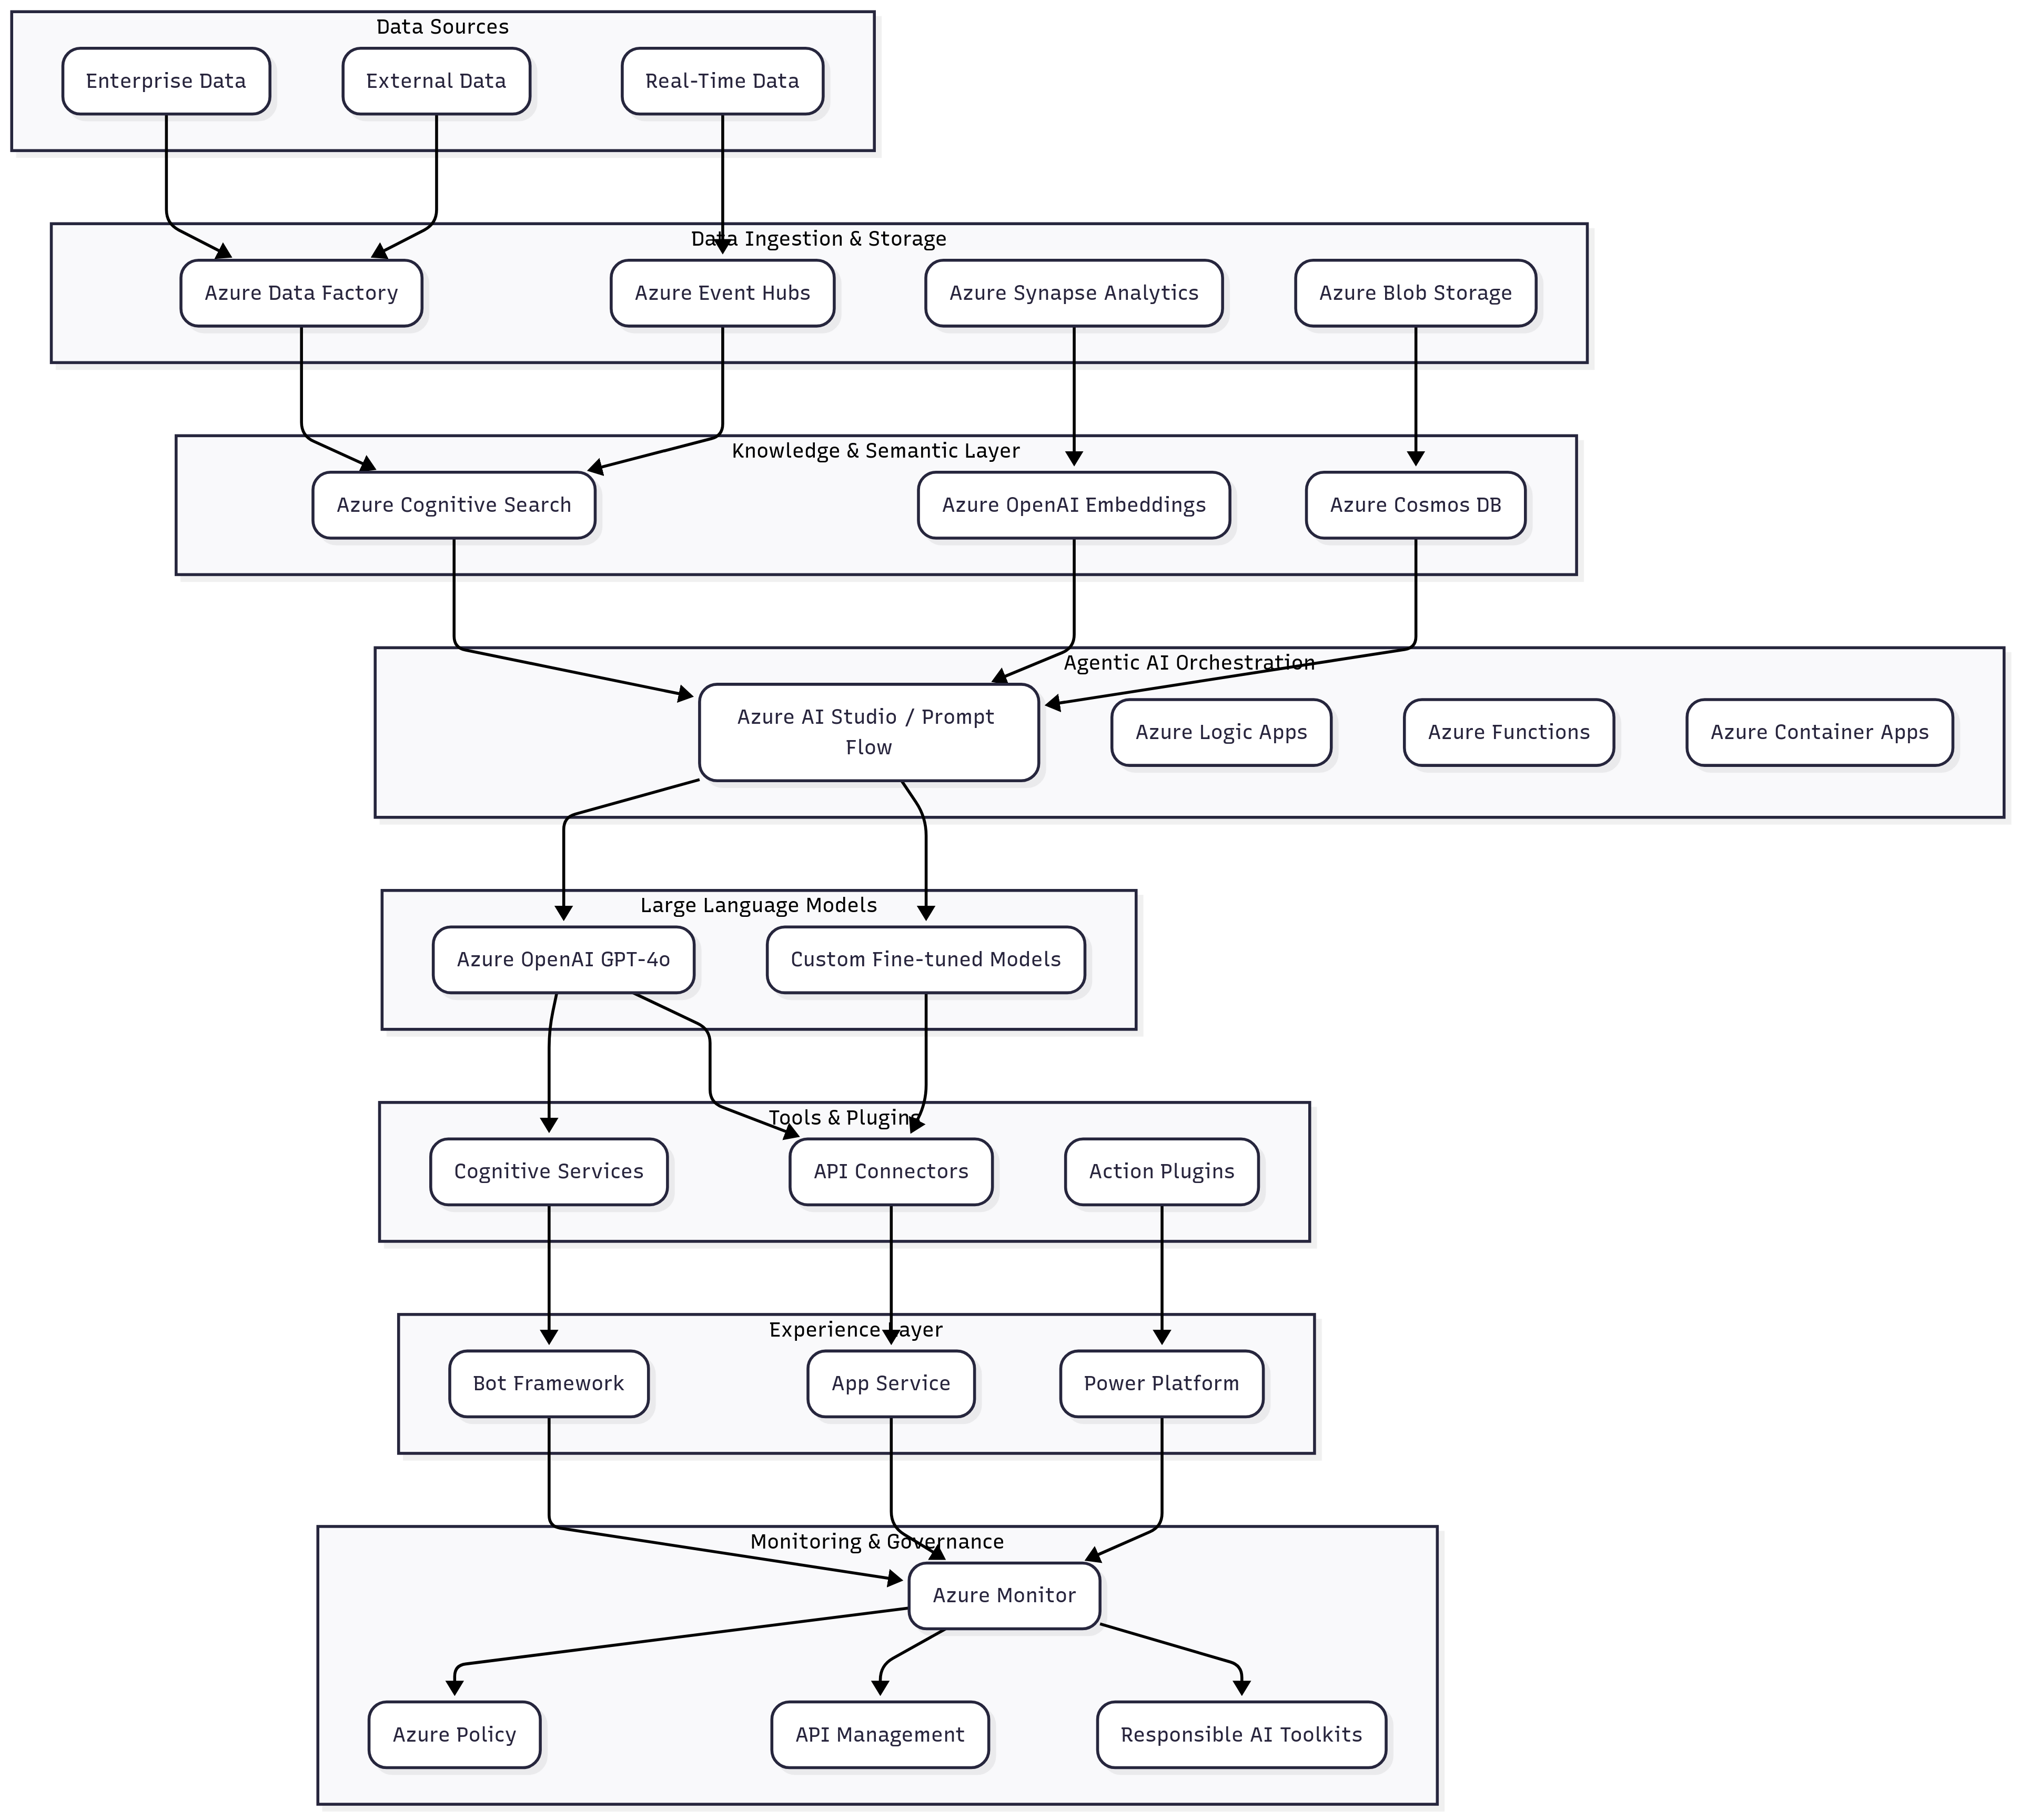 Data Sources
Enterprise Data
External Data
Real-Time Data
Data Ingestion & Storage
Azure Data Factory
Azure Event Hubs
Azure Synapse Analytics
Azure Blob Storage
Knowledge & Semantic Layer
Azure Cognitive Search
Azure OpenAI Embeddings
Azure Cosmos DB
Agentic AI Orchestration
Azure AI Studio / Prompt
Flow
Azure Logic Apps
Azure Functions
Azure Container Apps
Large Language Models
Azure OpenAI GPT-4o
Custom Fine-tuned Models
Tools & Plugins
Cognitive Services
API Connectors
Action Plugins
Experience Layer
Bot Framework
App Service
Power Platform
Monitoring & Governance
Azure Monitor
Azure Policy
API Management
Responsible AI Toolkits